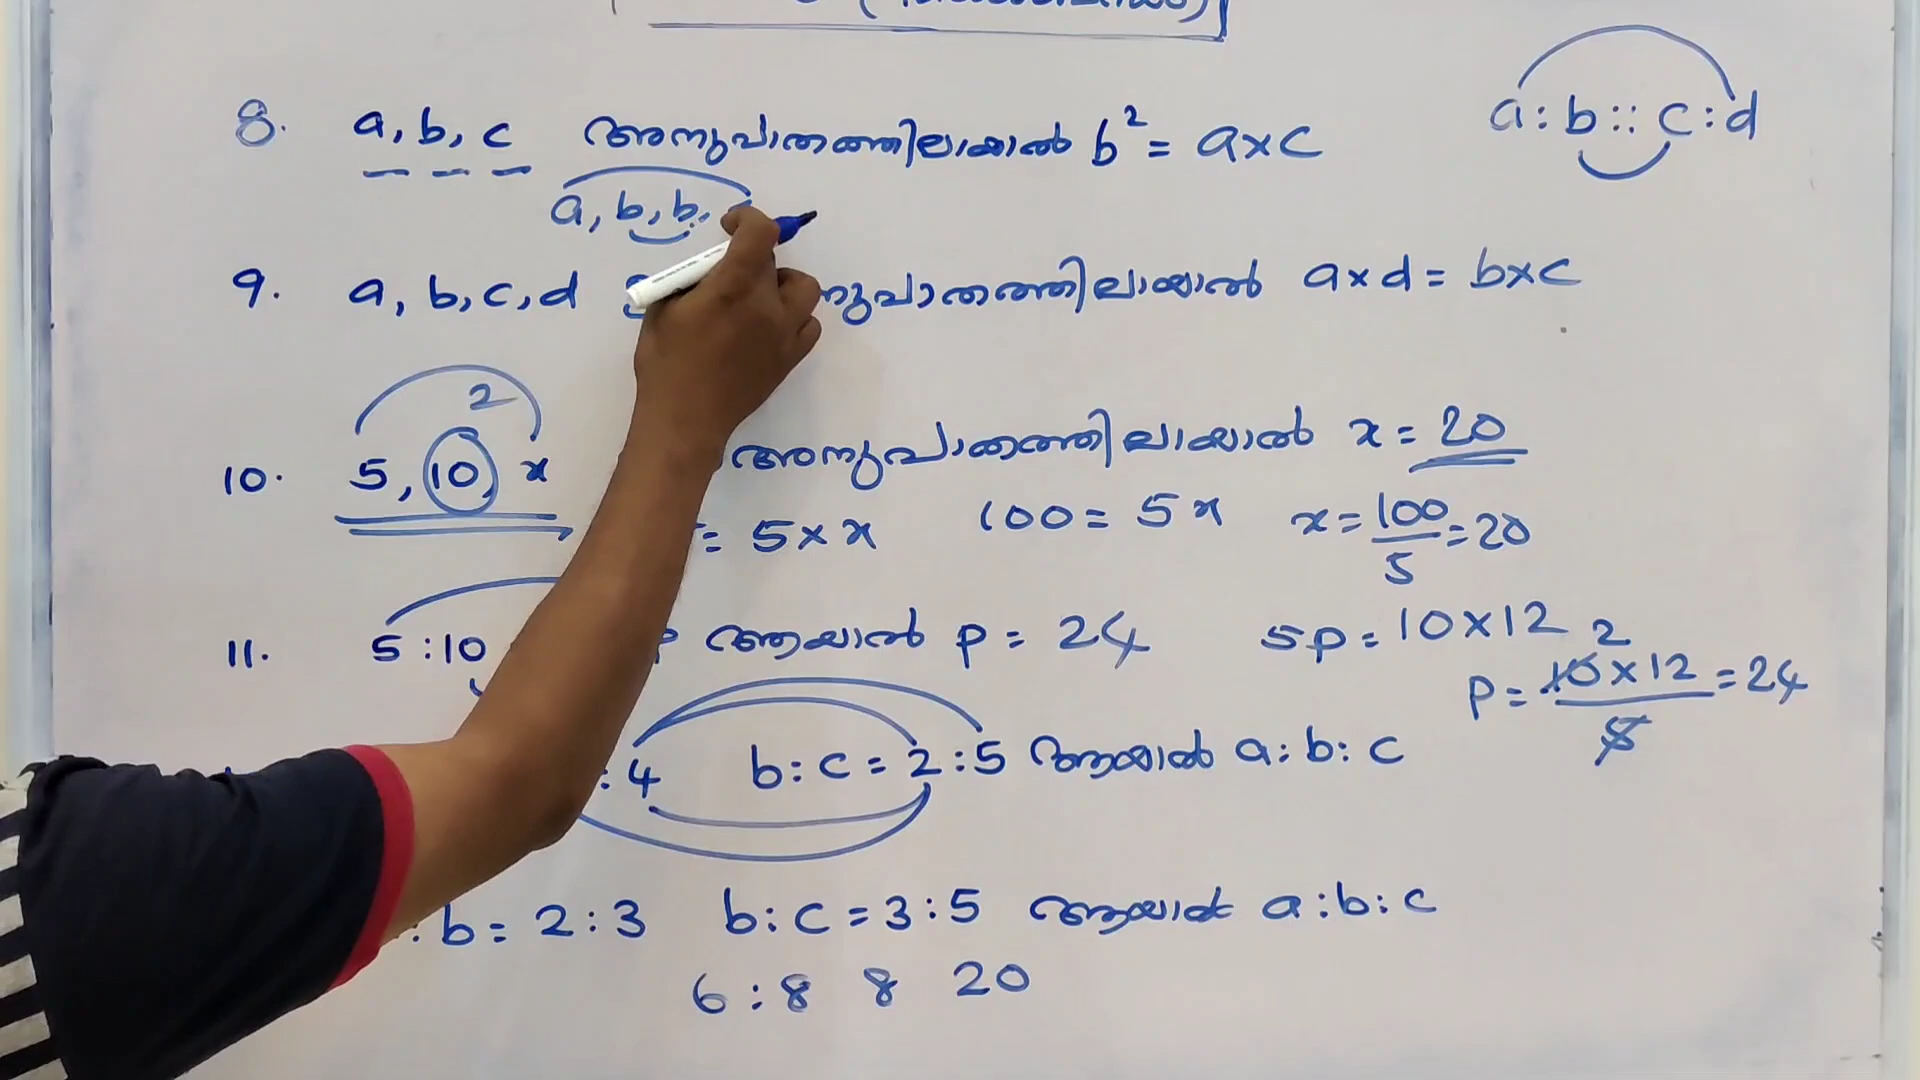 a : b :: c : d
8. a, b, c അനുപാതത്തിലായാൽ b² = a×c
a, b, b,
9. a, b, c, d നുപാതത്തിലായാൽ a×d = b×c
2
10. 5, 10, x അനുപാതത്തിലായാൽ x = 20
= 5×x 100 = 5x x = 100/5 = 20
11. 5 : 10 P ആയാൽ P = 24 5P = 10×12
2
P = 10×12/5 = 24
: 4 b : c = 2 : 5 ആയാൽ a : b : c
: b = 2 : 3 b : c = 3 : 5 ആയാൽ a : b : c
6 : 8 8 20